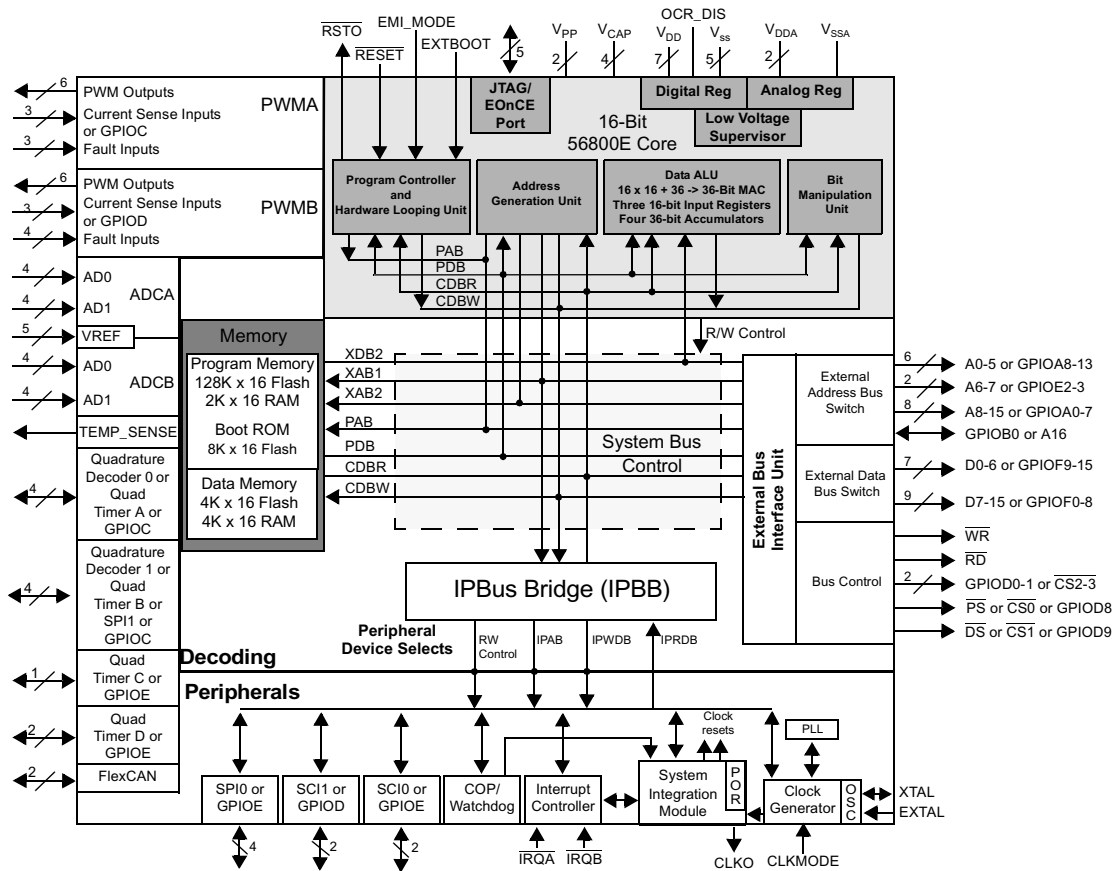 RSTO
EMI_MODE
RESET
EXTBOOT
5
VPP
2
VCAP
4
VDD
7
OCR_DIS
Vss
5
VDDA
2
VSSA
6
PWM Outputs
PWMA
3
Current Sense Inputs
or GPIOC
3
Fault Inputs
6
PWM Outputs
PWMB
3
Current Sense Inputs
or GPIOD
4
Fault Inputs
4
AD0
ADCA
4
AD1
5
VREF
4
AD0
ADCB
4
AD1
TEMP_SENSE
4
Quadrature
Decoder 0 or
Quad
Timer A or
GPIOC
4
Quadrature
Decoder 1 or
Quad
Timer B or
SPI1 or
GPIOC
1
Quad
Timer C or
GPIOE
2
Quad
Timer D or
GPIOE
2
FlexCAN
JTAG/
EOnCE
Port
Digital Reg
Analog Reg
Low Voltage
Supervisor
16-Bit
56800E Core
Program Controller
and
Hardware Looping Unit
Address
Generation Unit
Data ALU
16 x 16 + 36 -> 36-Bit MAC
Three 16-bit Input Registers
Four 36-bit Accumulators
Bit
Manipulation
Unit
PAB
PDB
CDBR
CDBW
R/W Control
Memory
Program Memory
128K x 16 Flash
2K x 16 RAM
Boot ROM
8K x 16 Flash
Data Memory
4K x 16 Flash
4K x 16 RAM
XDB2
XAB1
XAB2
PAB
PDB
CDBR
CDBW
System Bus
Control
External Bus
Interface Unit
External
Address Bus
Switch
External Data
Bus Switch
Bus Control
6
A0-5 or GPIOA8-13
2
A6-7 or GPIOE2-3
8
A8-15 or GPIOA0-7
GPIOB0 or A16
7
D0-6 or GPIOF9-15
9
D7-15 or GPIOF0-8
WR
RD
2
GPIOD0-1 or CS2-3
PS or CS0 or GPIOD8
DS or CS1 or GPIOD9
IPBus Bridge (IPBB)
Peripheral
Device Selects
RW
Control
IPAB
IPWDB
IPRDB
Decoding
Peripherals
Clock
resets
PLL
SPI0 or
GPIOE
SCI1 or
GPIOD
SCI0 or
GPIOE
COP/
Watchdog
Interrupt
Controller
System
Integration
Module
POR
Clock
Generator
OSC
XTAL
EXTAL
4
2
2
IRQA
IRQB
CLKO
CLKMODE